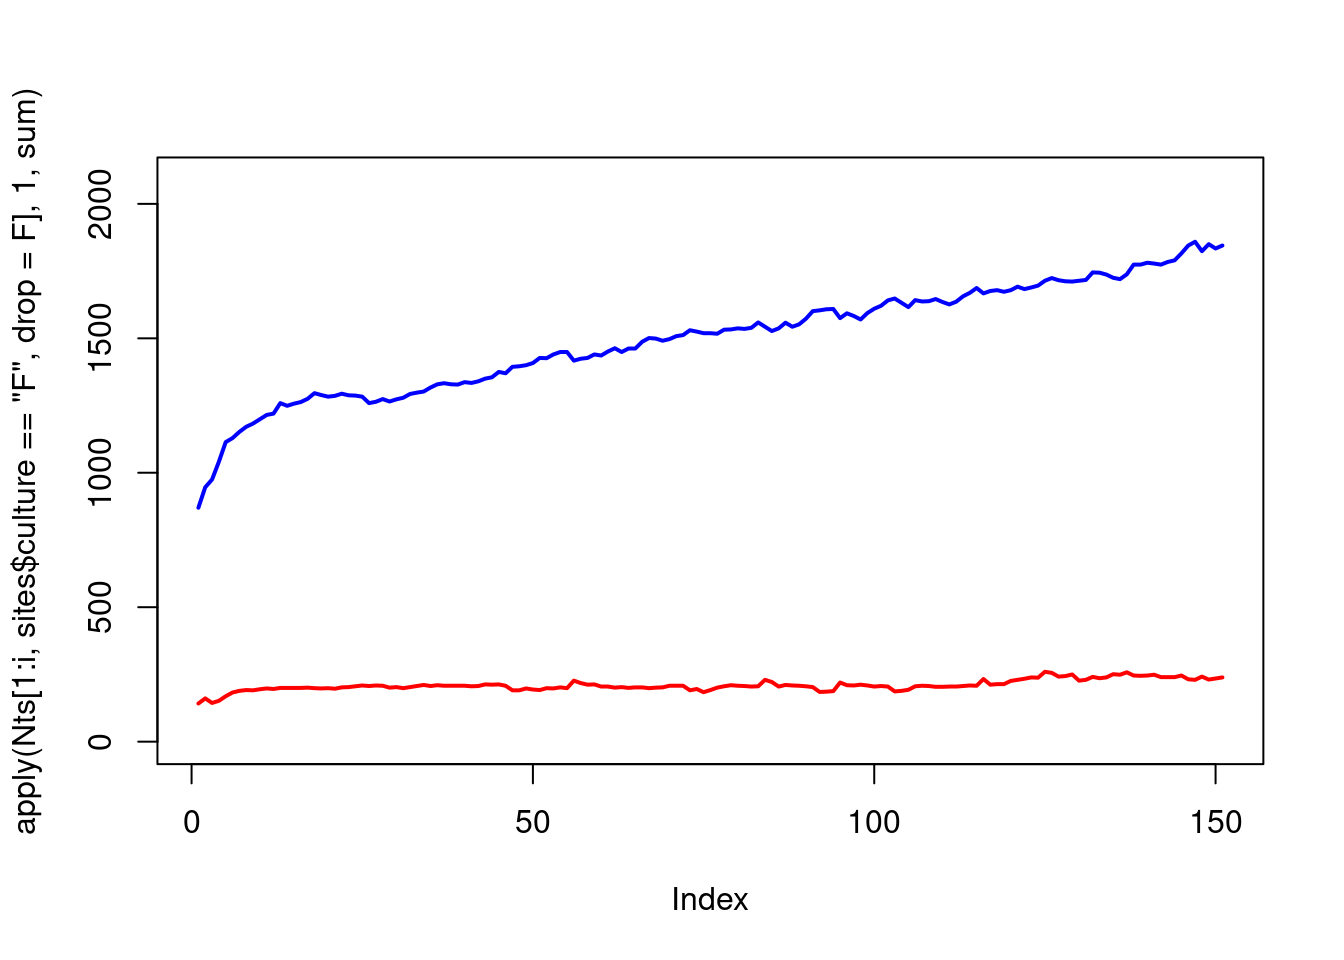 apply(Nts[1:i, sites$culture == "F", drop = F], 1, sum)
2000
1500
1000
500
0
0 50 100 150
Index